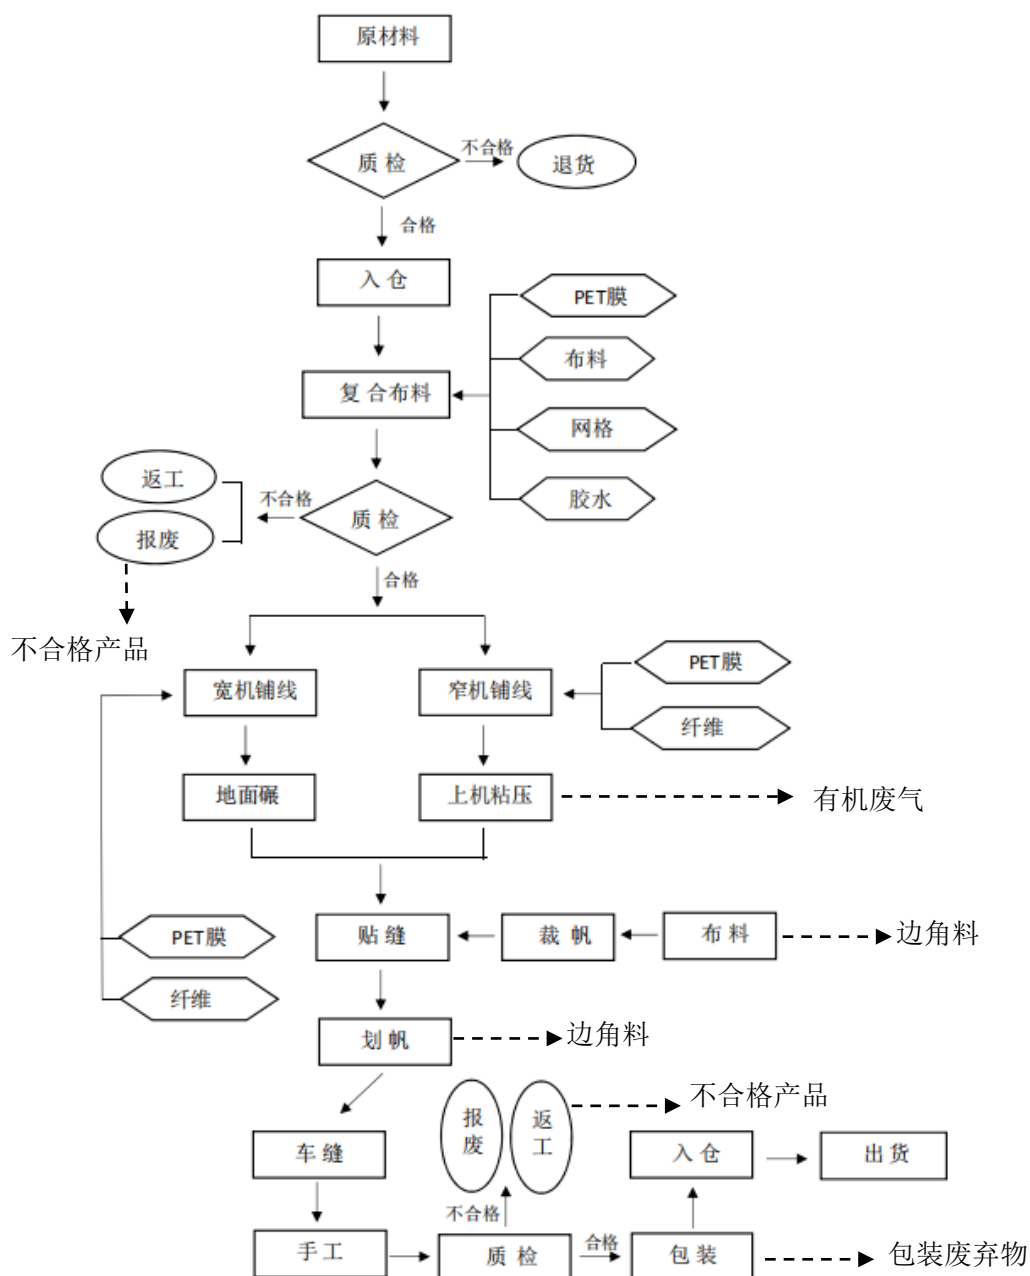 原材料
质检
不合格
退货
合格
入仓
PET膜
布料
复合布料
网格
胶水
返工
不合格
报废
质检
合格
不合格产品
宽机铺线
窄机铺线
PET膜
纤维
地面碾
上机粘压
有机废气
PET膜
贴缝
裁帆
布料
边角料
纤维
划帆
边角料
报废
返工
不合格产品
车缝
入仓
出货
不合格
手工
质检
合格
包装
包装废弃物